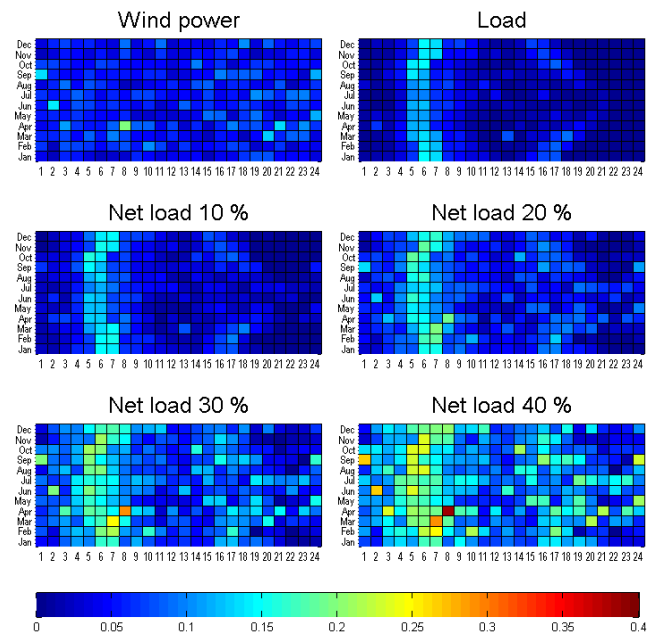 Wind power
Load
Dec
Nov
Oct
Sep
Aug
Jul
Jun
May
Apr
Mar
Feb
Jan
1 2 3 4 5 6 7 8 9 10 11 12 13 14 15 16 17 18 19 20 21 22 23 24
Dec
Nov
Oct
Sep
Aug
Jul
Jun
May
Apr
Mar
Feb
Jan
1 2 3 4 5 6 7 8 9 10 11 12 13 14 15 16 17 18 19 20 21 22 23 24
Net load 10 %
Net load 20 %
Dec
Nov
Oct
Sep
Aug
Jul
Jun
May
Apr
Mar
Feb
Jan
1 2 3 4 5 6 7 8 9 10 11 12 13 14 15 16 17 18 19 20 21 22 23 24
Dec
Nov
Oct
Sep
Aug
Jul
Jun
May
Apr
Mar
Feb
Jan
1 2 3 4 5 6 7 8 9 10 11 12 13 14 15 16 17 18 19 20 21 22 23 24
Net load 30 %
Net load 40 %
Dec
Nov
Oct
Sep
Aug
Jul
Jun
May
Apr
Mar
Feb
Jan
1 2 3 4 5 6 7 8 9 10 11 12 13 14 15 16 17 18 19 20 21 22 23 24
Dec
Nov
Oct
Sep
Aug
Jul
Jun
May
Apr
Mar
Feb
Jan
1 2 3 4 5 6 7 8 9 10 11 12 13 14 15 16 17 18 19 20 21 22 23 24
0 0.05 0.1 0.15 0.2 0.25 0.3 0.35 0.4